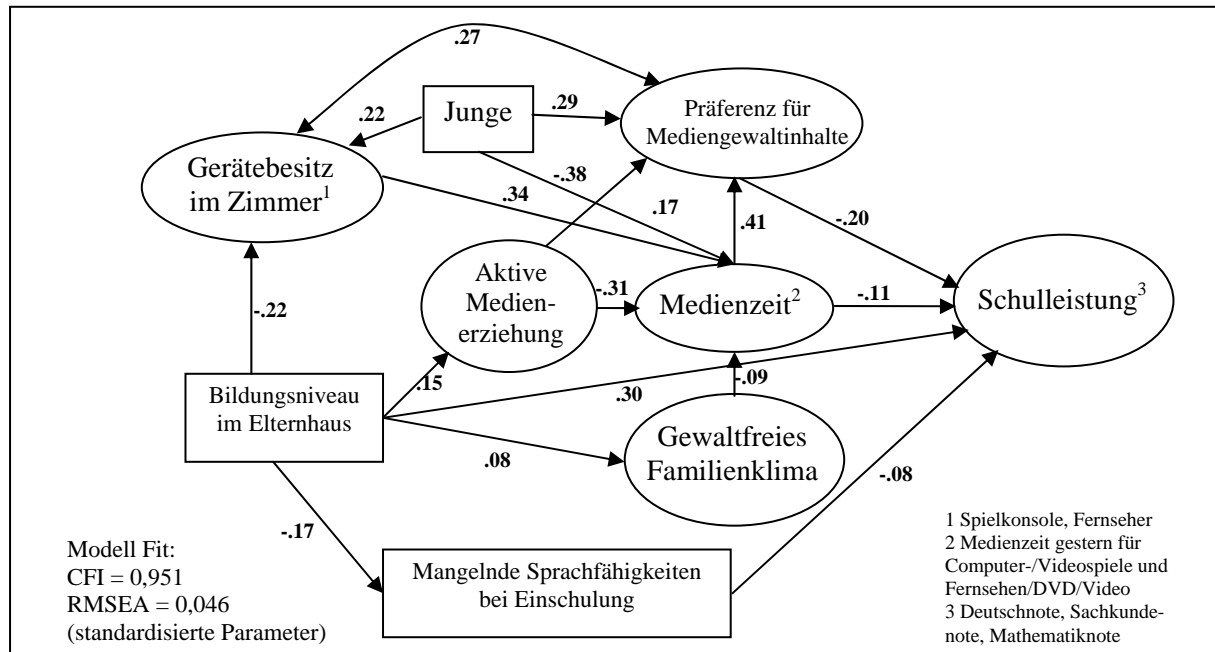 .27
Junge
.29
.22
Präferenz für
Mediengewaltinhalte
Gerätebesitz
im Zimmer1
-.38
.34
.17
.41
-.20
Aktive
Medien-
erziehung
-.31
Medienzeit2
-.11
Schulleistung3
-.22
.15
Bildungsniveau
im Elternhaus
.30
-.09
.08
Gewaltfreies
Familienklima
-.08
-.17
Mangelnde Sprachfähigkeiten
bei Einschulung
Modell Fit:
CFI = 0,951
RMSEA = 0,046
(standardisierte Parameter)
1 Spielkonsole, Fernseher
2 Medienzeit gestern für
Computer-/Videospiele und
Fernsehen/DVD/Video
3 Deutschnote, Sachkunde-
note, Mathematiknote